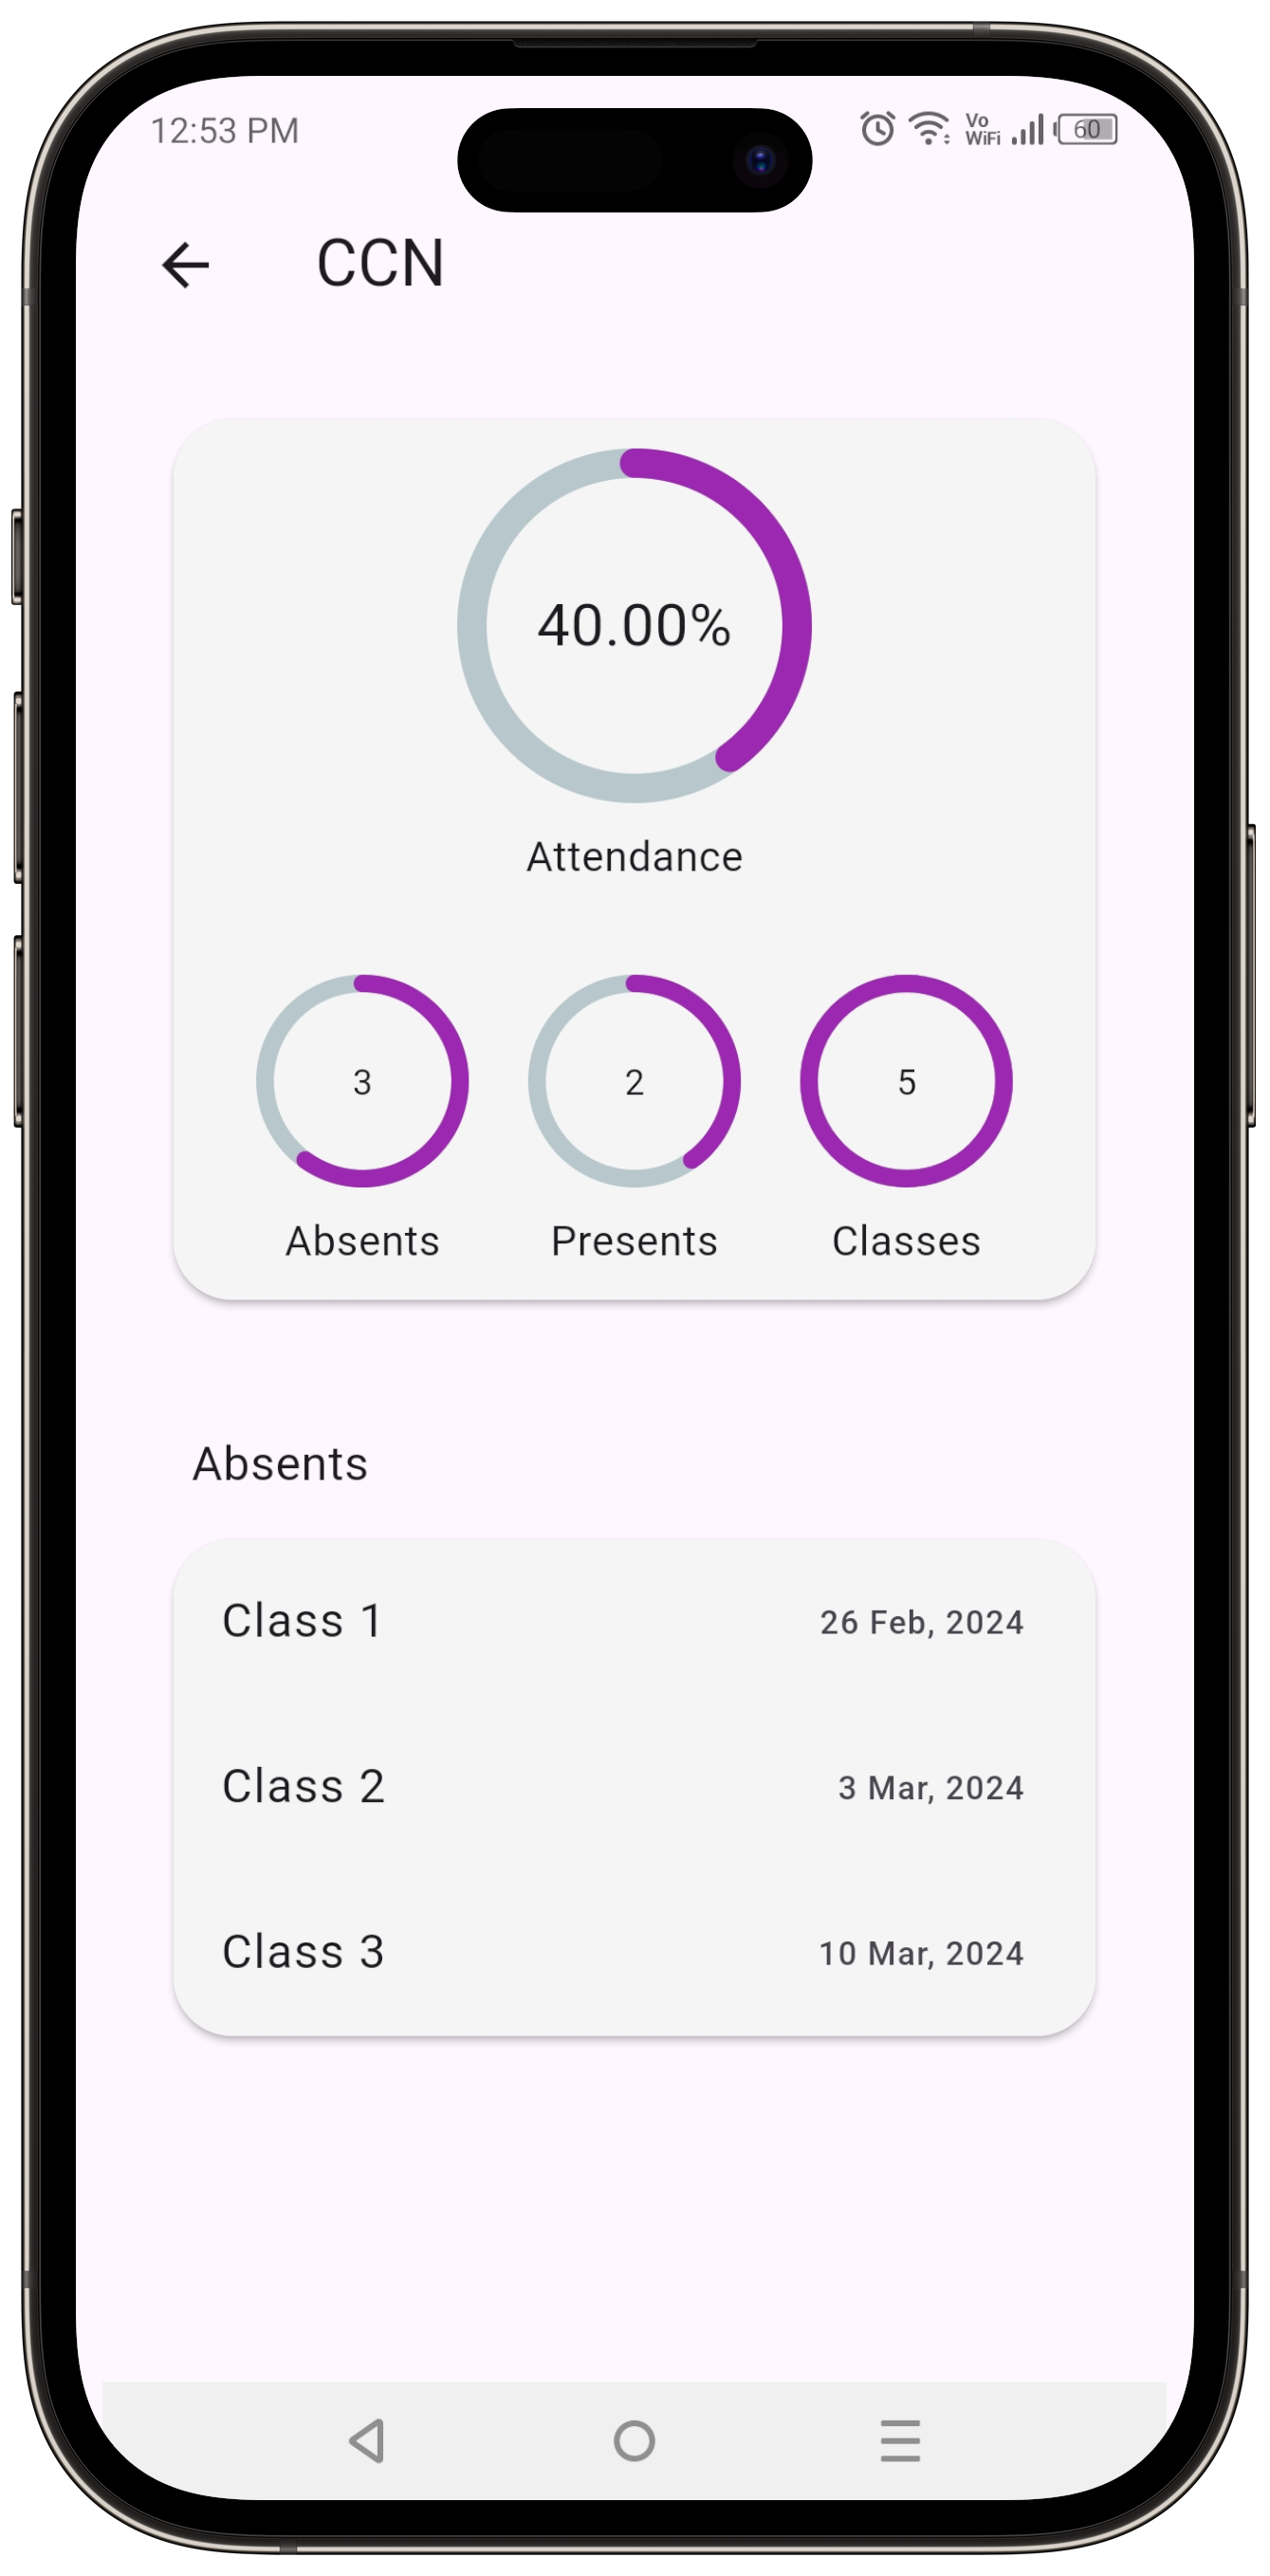 12:53 PM Vo WiFi 60
CCN
40.00%
Attendance
3 2 5
Absents Presents Classes
Absents
Class 1 26 Feb, 2024
Class 2 3 Mar, 2024
Class 3 10 Mar, 2024